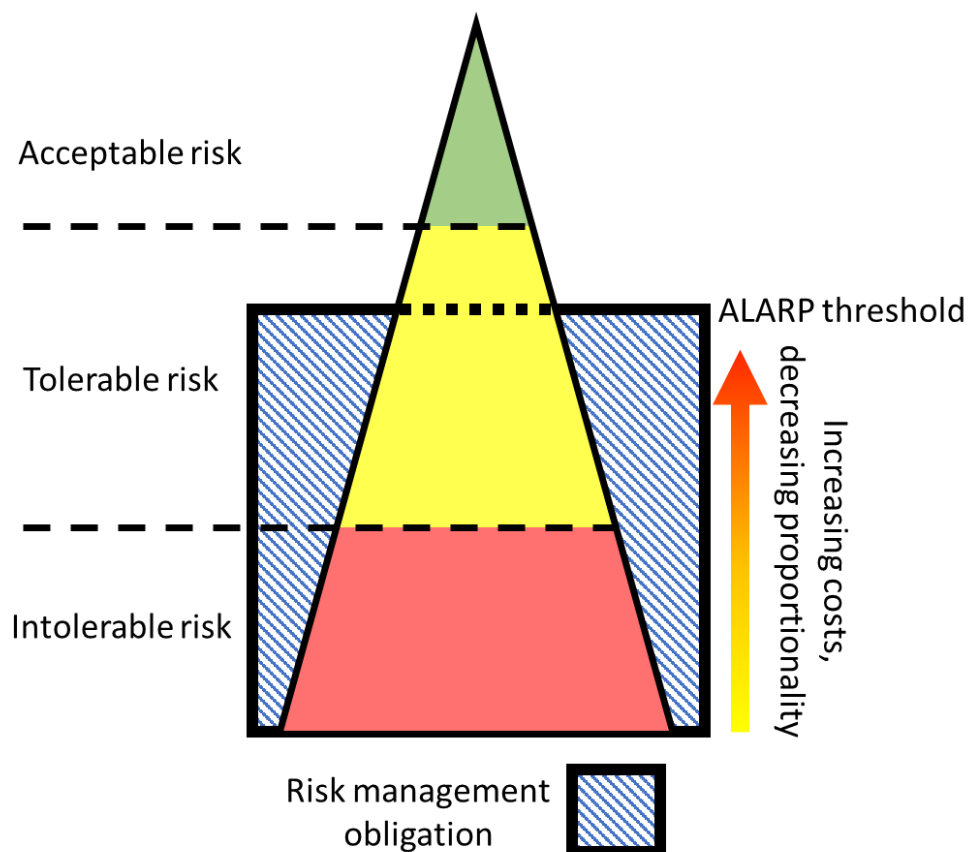 Acceptable risk
ALARP threshold
Tolerable risk
Increasing costs,
decreasing proportionality
Intolerable risk
Risk management
obligation